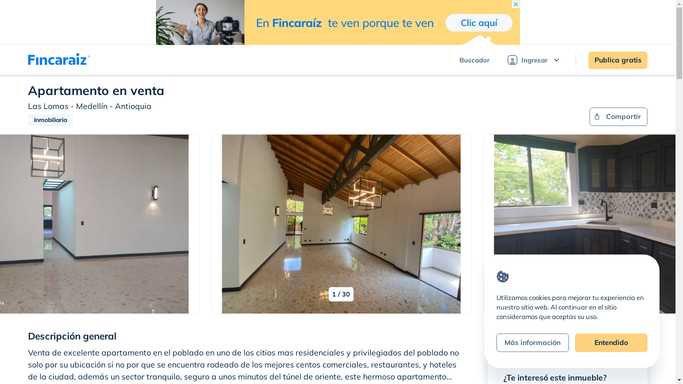 En Fincaraíz te ven porque te ven
Clic aquí
Fincaraiz
Buscador
Ingresar
Publica gratis
Apartamento en venta
Las Lomas - Medellín - Antioquia
Inmobiliaria
Compartir
1 / 30
Utilizamos cookies para mejorar tu experiencia en
nuestro sitio web. Al continuar en el sitio
consideramos que aceptas su uso.
Más información
Entendido
Descripción general
Venta de excelente apartamento en el poblado en uno de los citios mas residenciales y privilegiados del poblado no
solo por su ubicación si no por que se encuentra rodeado de los mejores centos comerciales, restaurantes, y hoteles
de la ciudad, además un sector tranquilo, seguro a unos minutos del túnel de oriente, este hermoso apartamento...
¿Te interesó este inmueble?